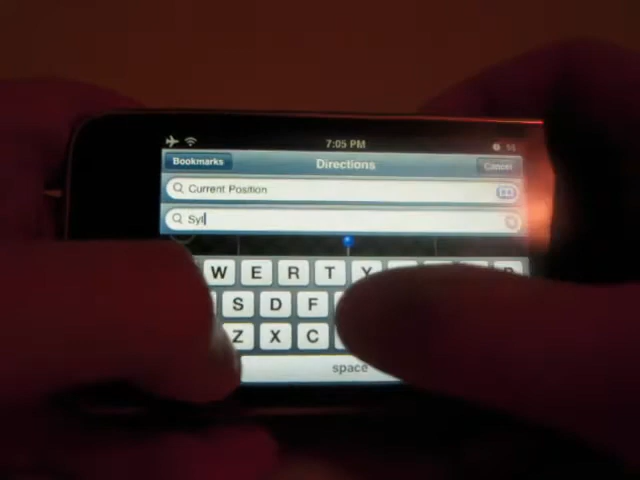 7:05 PM
Bookmarks Directions Cancel
Current Position
Syl
W E R T Y
S D F
Z X C
space